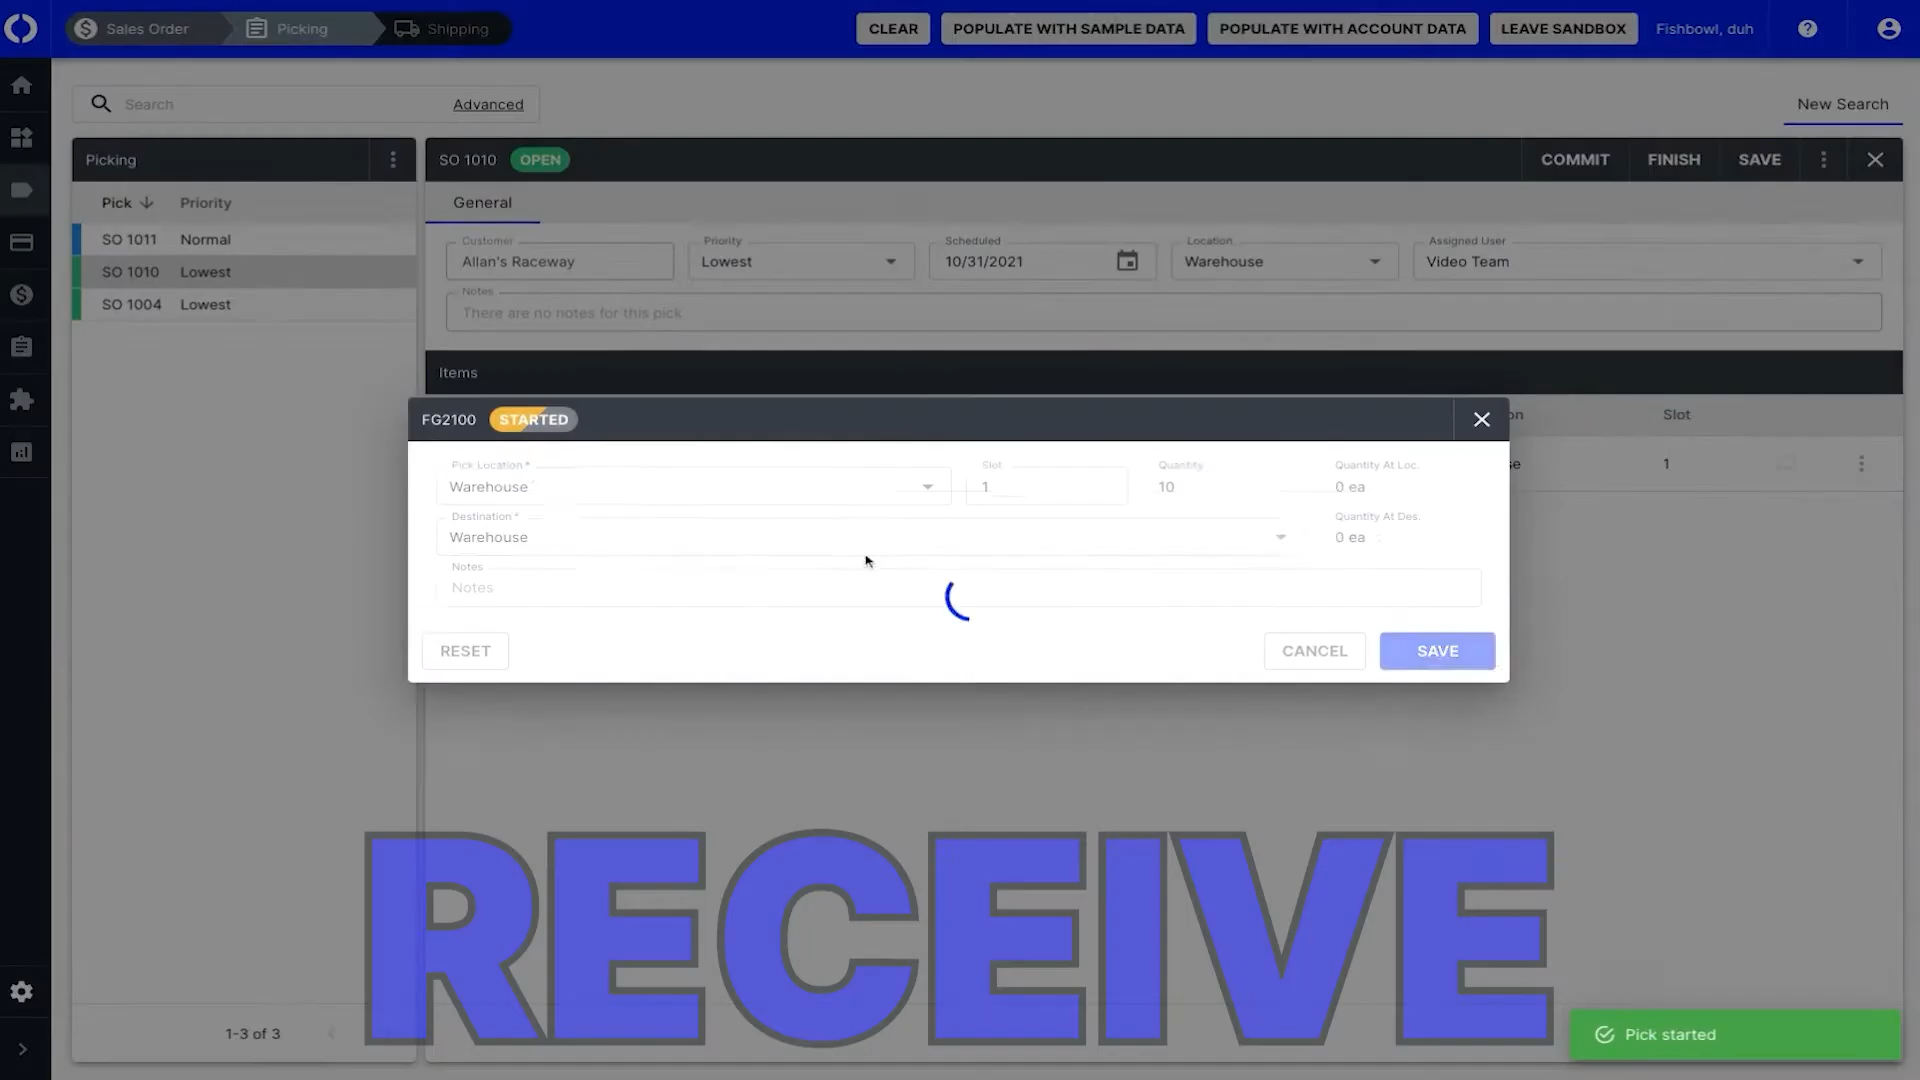 Sales Order
Picking
Shipping
CLEAR
POPULATE WITH SAMPLE DATA
POPULATE WITH ACCOUNT DATA
LEAVE SANDBOX
Fishbowl, duh
Search
Advanced
New Search
Picking
Pick
Priority
SO 1011 Normal
SO 1010 Lowest
SO 1004 Lowest
1-3 of 3
SO 1010
OPEN
COMMIT
FINISH
SAVE
General
Customer
Allan's Raceway
Priority
Lowest
Scheduled
10/31/2021
Location
Warehouse
Assigned User
Video Team
Notes
There are no notes for this pick
Items
Slot
1
FG2100
STARTED
Pick Location *
Warehouse
Slot
1
Quantity
10
Quantity At Loc.
0 ea
Destination *
Warehouse
Quantity At Des.
0 ea
Notes
Notes
RESET
CANCEL
SAVE
RECEIVE
Pick started